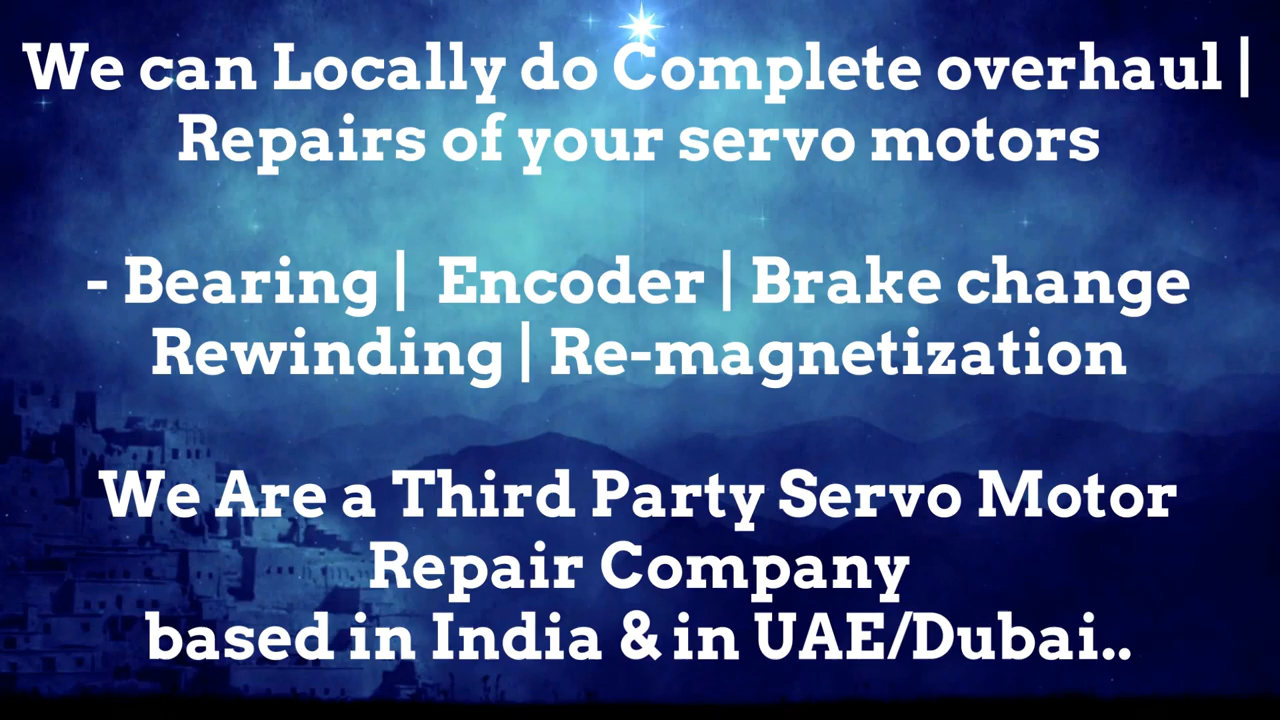 We can Locally do Complete overhaul |
Repairs of your servo motors
- Bearing |  Encoder | Brake change
Rewinding | Re-magnetization
We Are a Third Party Servo Motor
Repair Company
based in India & in UAE/Dubai..